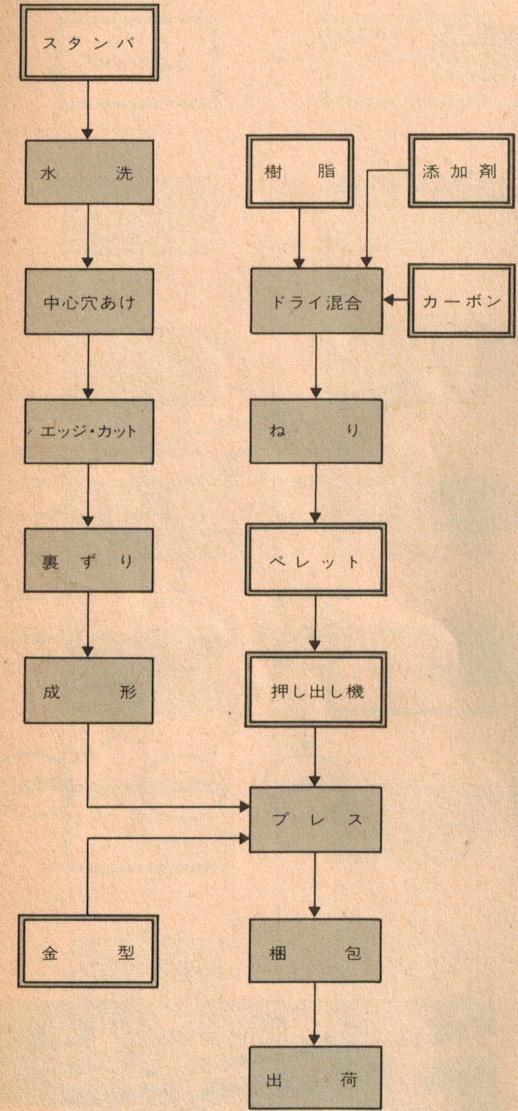 スタンパ
水洗
中心穴あけ
エッジ・カット
裏ずり
成形
金型
樹脂
添加剤
ドライ混合
カーボン
ねり
ペレット
押し出し機
プレス
梱包
出荷